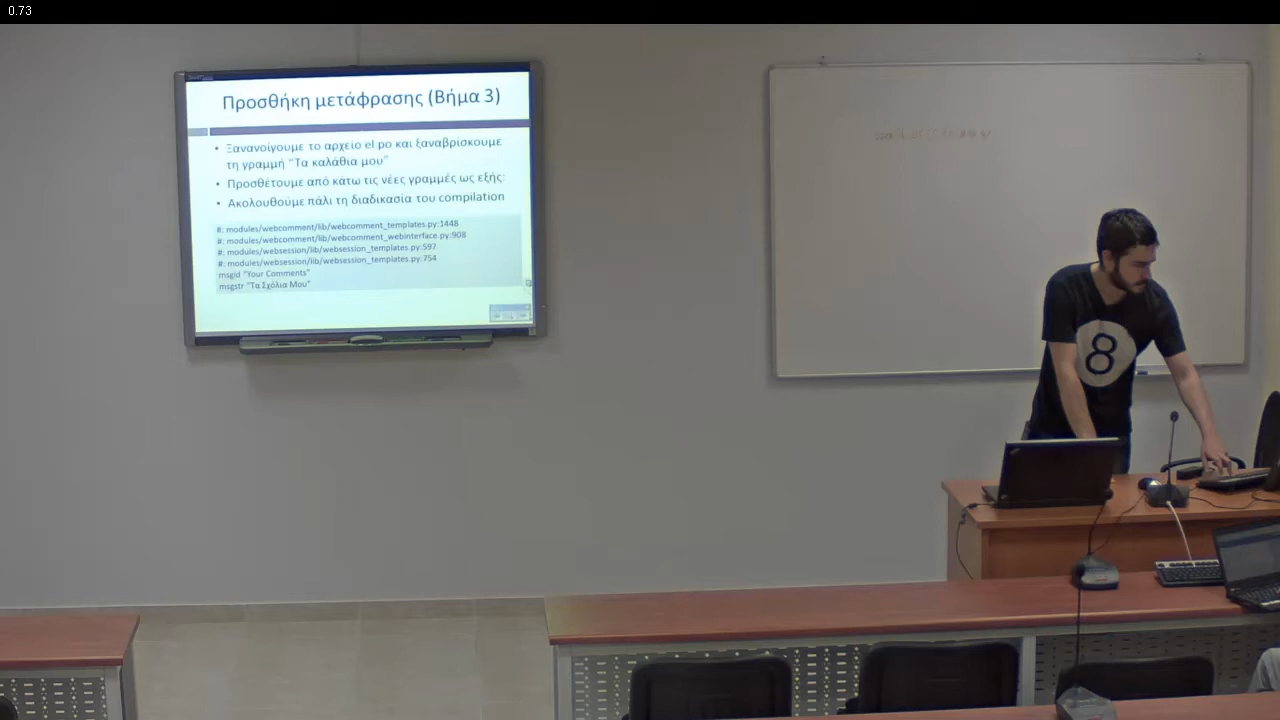 0.73
Προσθήκη μετάφρασης (Βήμα 3)
• Ξανανοίγουμε το αρχείο el po και ξαναβρίσκουμε
τη γραμμή "Τα καλάθια μου"
• Προσθέτουμε από κάτω τις νέες γραμμές ως εξής:
• Ακολουθούμε πάλι τη διαδικασία του compilation
#: modules/webcomment/lib/webcomment_templates.py:1448
#: modules/webcomment/lib/webcomment_webinterface.py:908
#: modules/websession/lib/websession_templates.py:597
#: modules/websession/lib/websession_templates.py:754
msgid "Your Comments"
msgstr "Τα Σχόλια Μου"
8